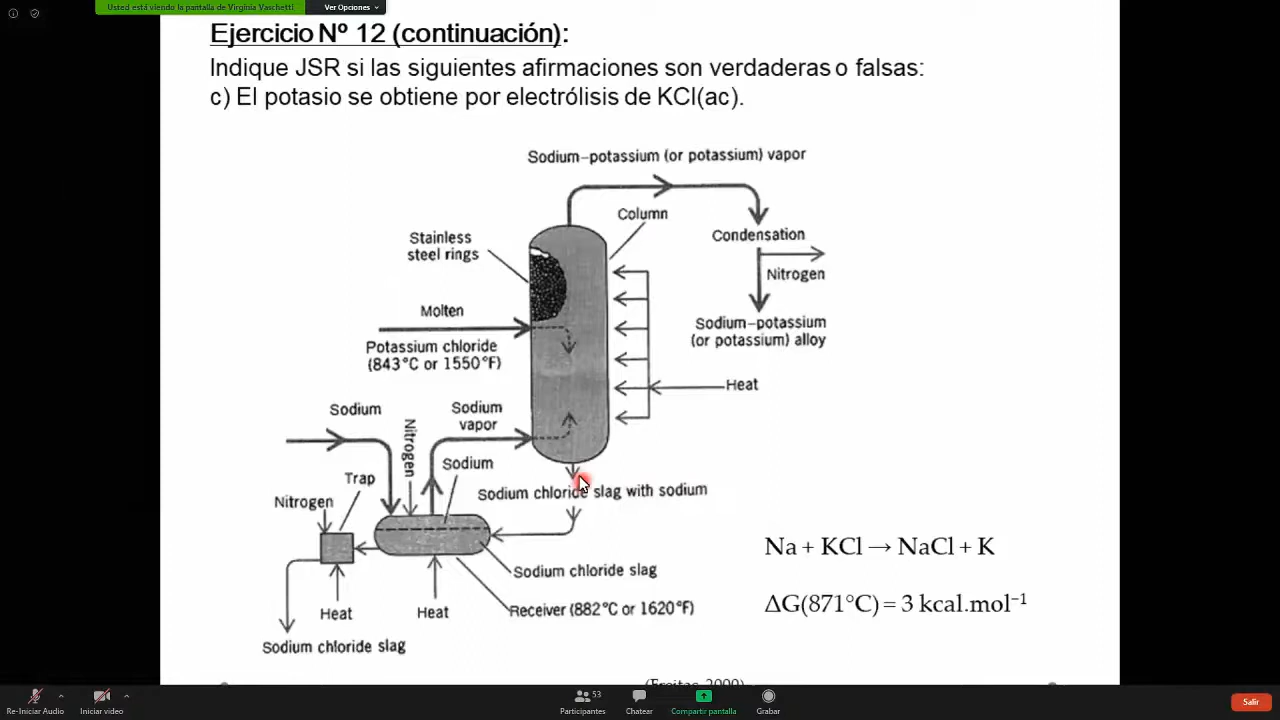 Usted está viendo la pantalla de Virginia Vaschetti
Ver Opciones
Ejercicio Nº 12 (continuación):
Indique JSR si las siguientes afirmaciones son verdaderas o falsas:
c) El potasio se obtiene por electrólisis de KCl(ac).
Sodium-potassium (or potassium) vapor
Column
Stainless
steel rings
Condensation
Nitrogen
Molten
Potassium chloride
(843°C or 1550°F)
Sodium-potassium
(or potassium) alloy
Heat
Sodium
Sodium
vapor
Nitrogen
Sodium
Trap
Nitrogen
Sodium chloride slag with sodium
Na + KCl → NaCl + K
Sodium chloride slag
ΔG(871°C) = 3 kcal.mol⁻¹
Heat
Heat
Receiver (882°C or 1620°F)
Sodium chloride slag
(Freitas, 2009)
53
Re-Iniciar Audio
Iniciar video
Participantes
Chatear
Compartir pantalla
Grabar
Salir